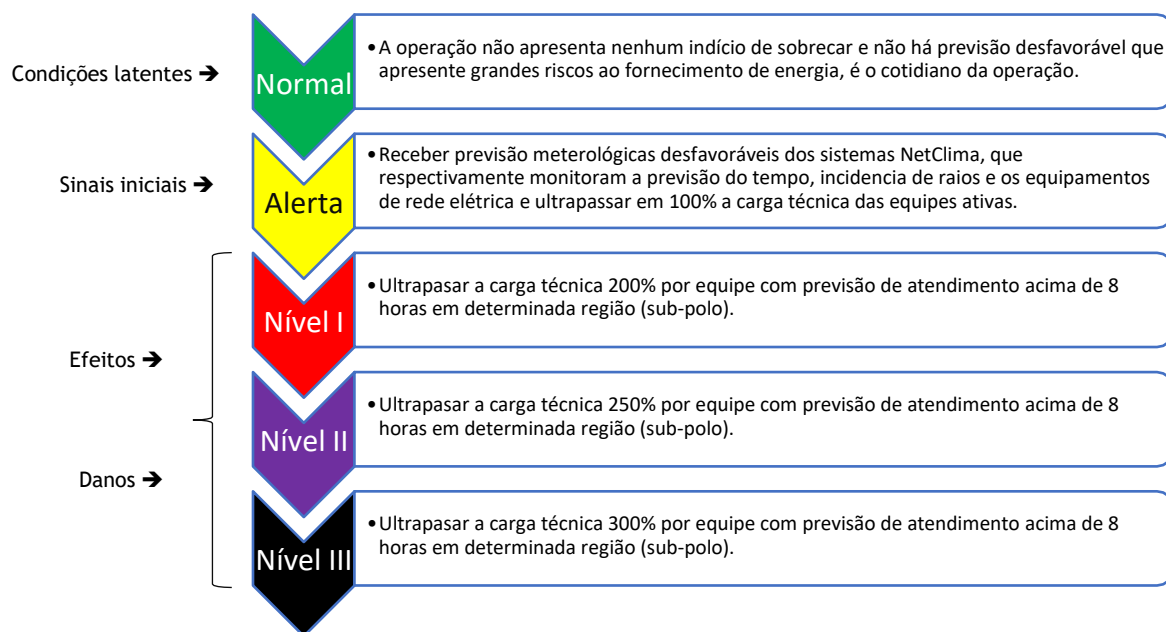 Condições latentes ➔
Normal
•A operação não apresenta nenhum indício de sobrecar e não há previsão desfavorável que
apresente grandes riscos ao fornecimento de energia, é o cotidiano da operação.
Sinais iniciais ➔
Alerta
•Receber previsão meterológicas desfavoráveis dos sistemas NetClima, que
respectivamente monitoram a previsão do tempo, incidencia de raios e os equipamentos
de rede elétrica e ultrapassar em 100% a carga técnica das equipes ativas.
Efeitos ➔
Nível I
•Ultrapasar a carga técnica 200% por equipe com previsão de atendimento acima de 8
horas em determinada região (sub-polo).
Nível II
•Ultrapasar a carga técnica 250% por equipe com previsão de atendimento acima de 8
horas em determinada região (sub-polo).
Danos ➔
Nível III
•Ultrapasar a carga técnica 300% por equipe com previsão de atendimento acima de 8
horas em determinada região (sub-polo).